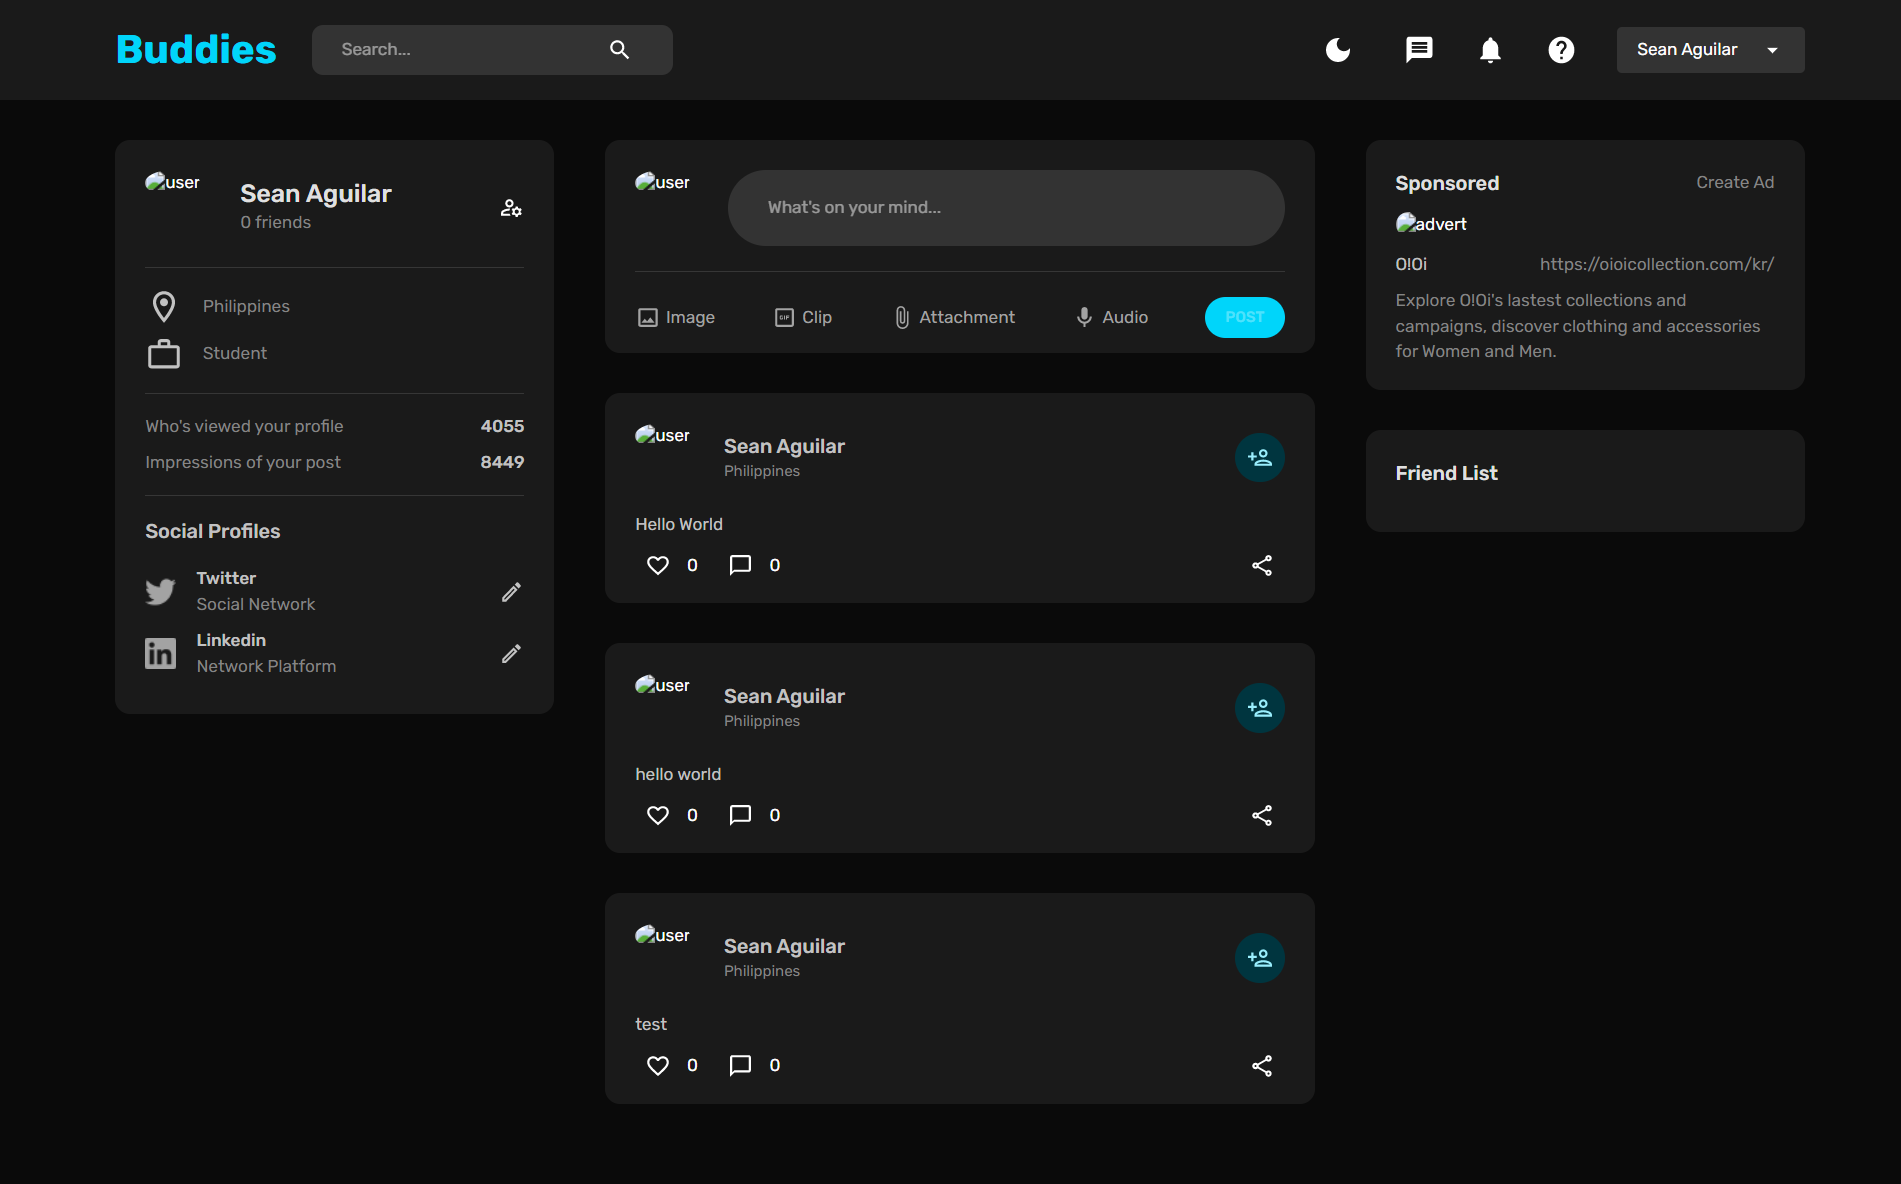 Buddies
Search...
Sean Aguilar
user
Sean Aguilar
0 friends
Philippines
Student
Who's viewed your profile 4055
Impressions of your post 8449
Social Profiles
Twitter
Social Network
Linkedin
Network Platform
user
What's on your mind...
Image
GIF
Clip
Attachment
Audio
POST
user
Sean Aguilar
Philippines
Hello World
0 0
user
Sean Aguilar
Philippines
hello world
0 0
user
Sean Aguilar
Philippines
test
0 0
Sponsored Create Ad
advert
O!Oi https://oioicollection.com/kr/
Explore O!Oi's lastest collections and
campaigns, discover clothing and accessories
for Women and Men.
Friend List